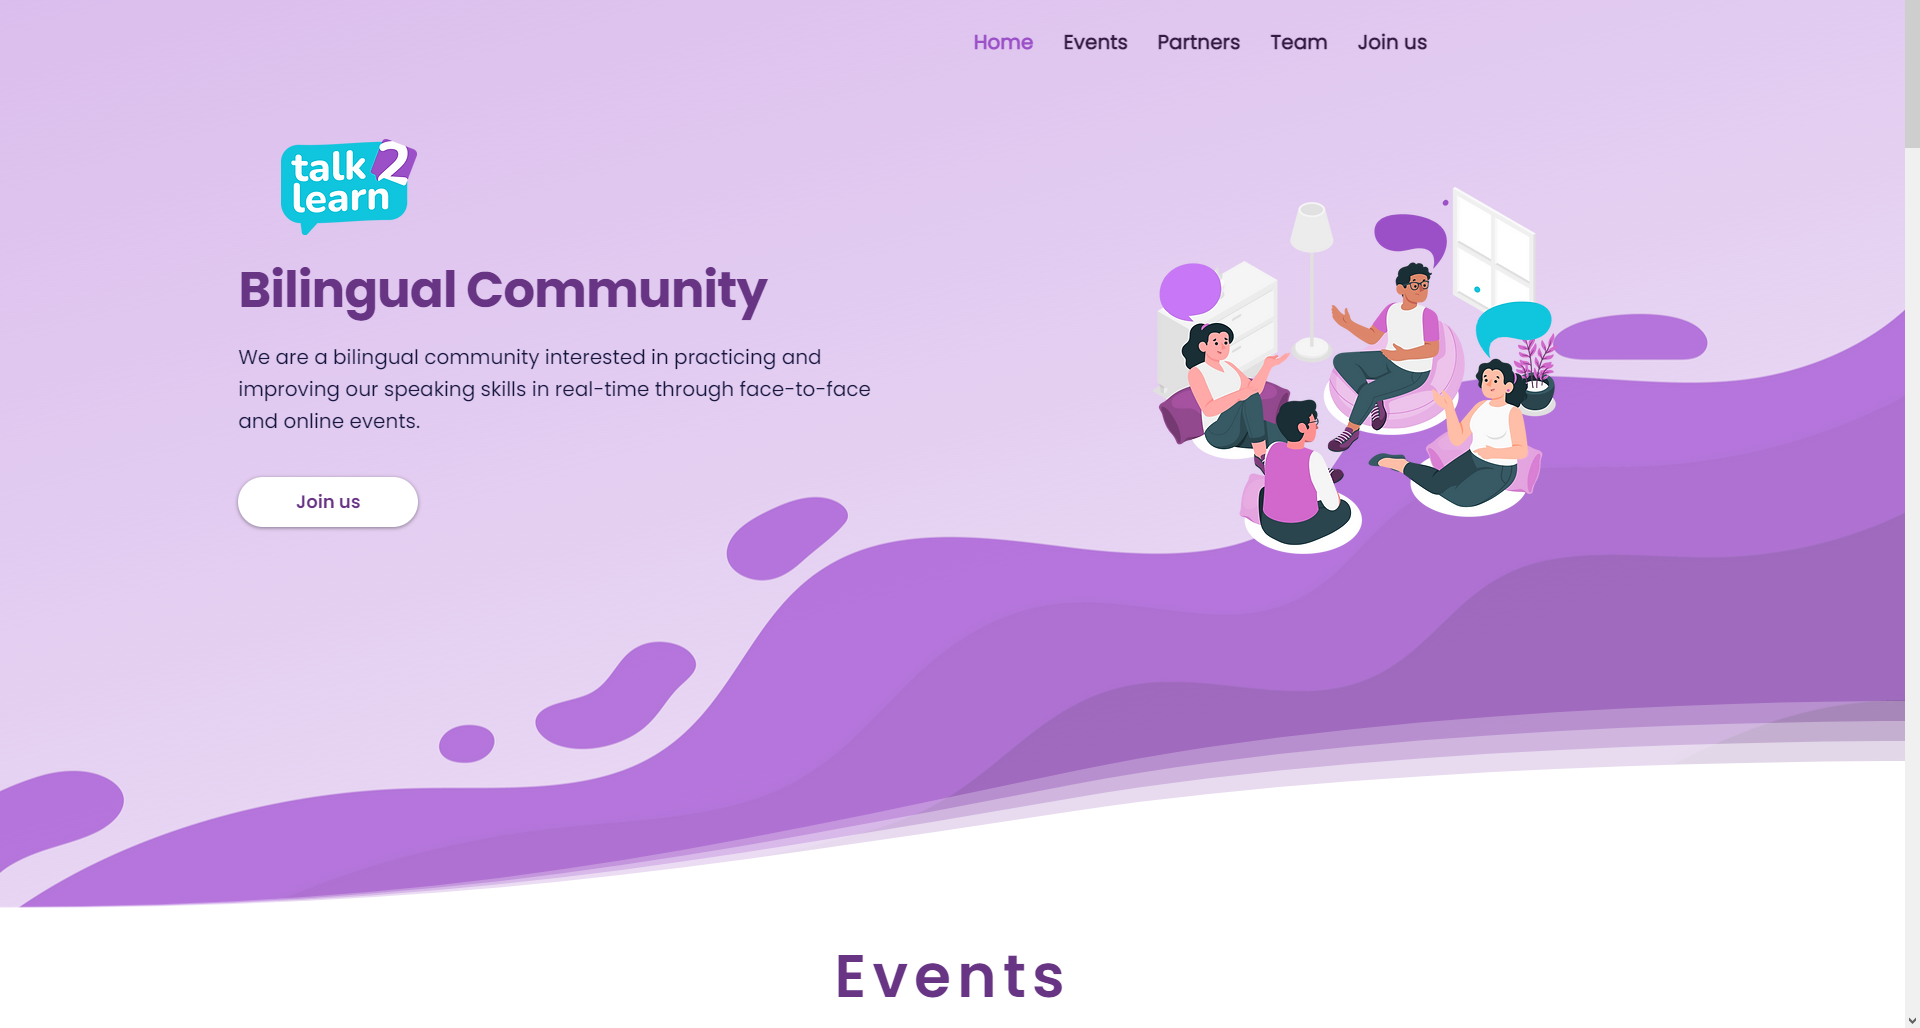 Home Events Partners Team Join us
talk 2
learn
Bilingual Community
We are a bilingual community interested in practicing and
improving our speaking skills in real-time through face-to-face
and online events.
Join us
Events